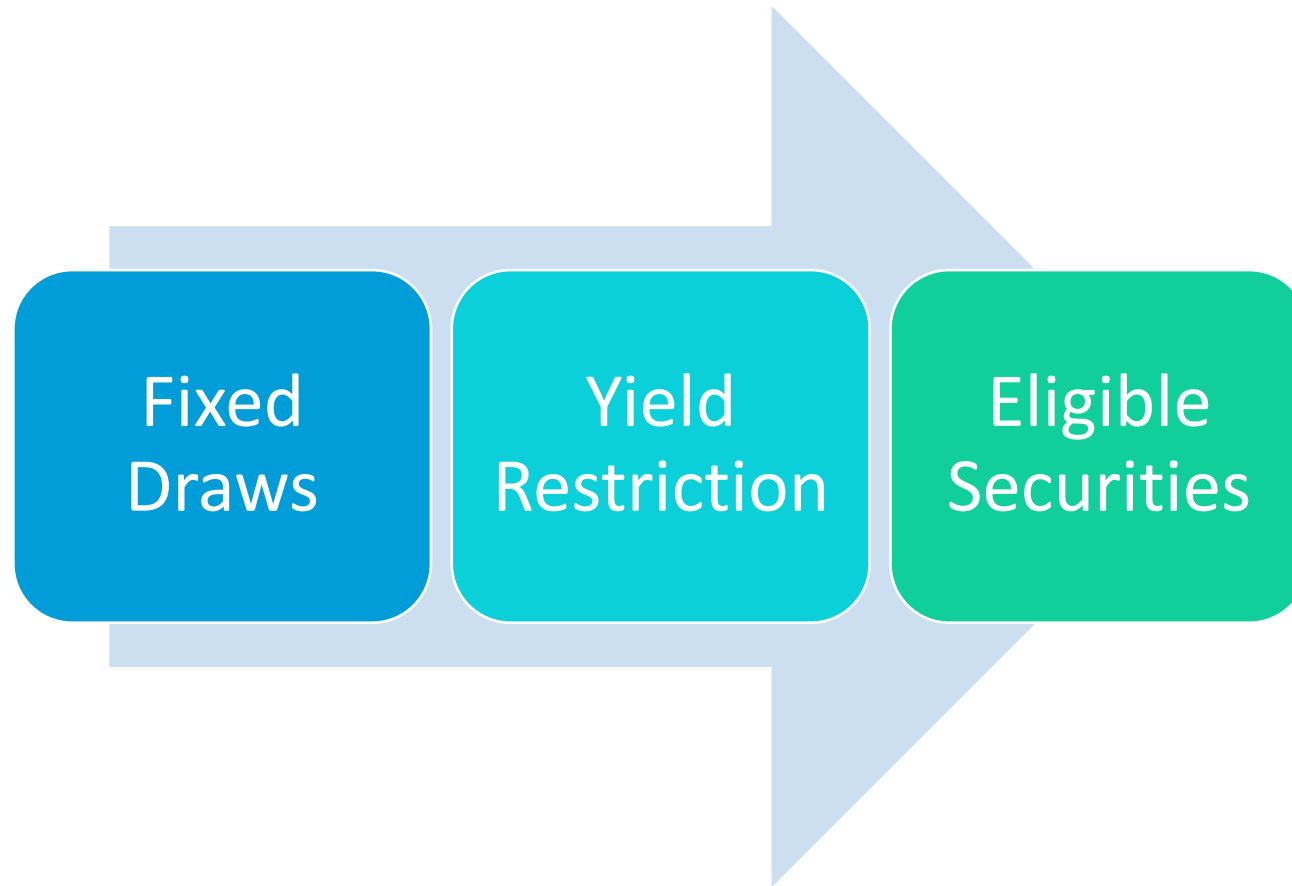 Fixed
Draws
Yield
Restriction
Eligible
Securities